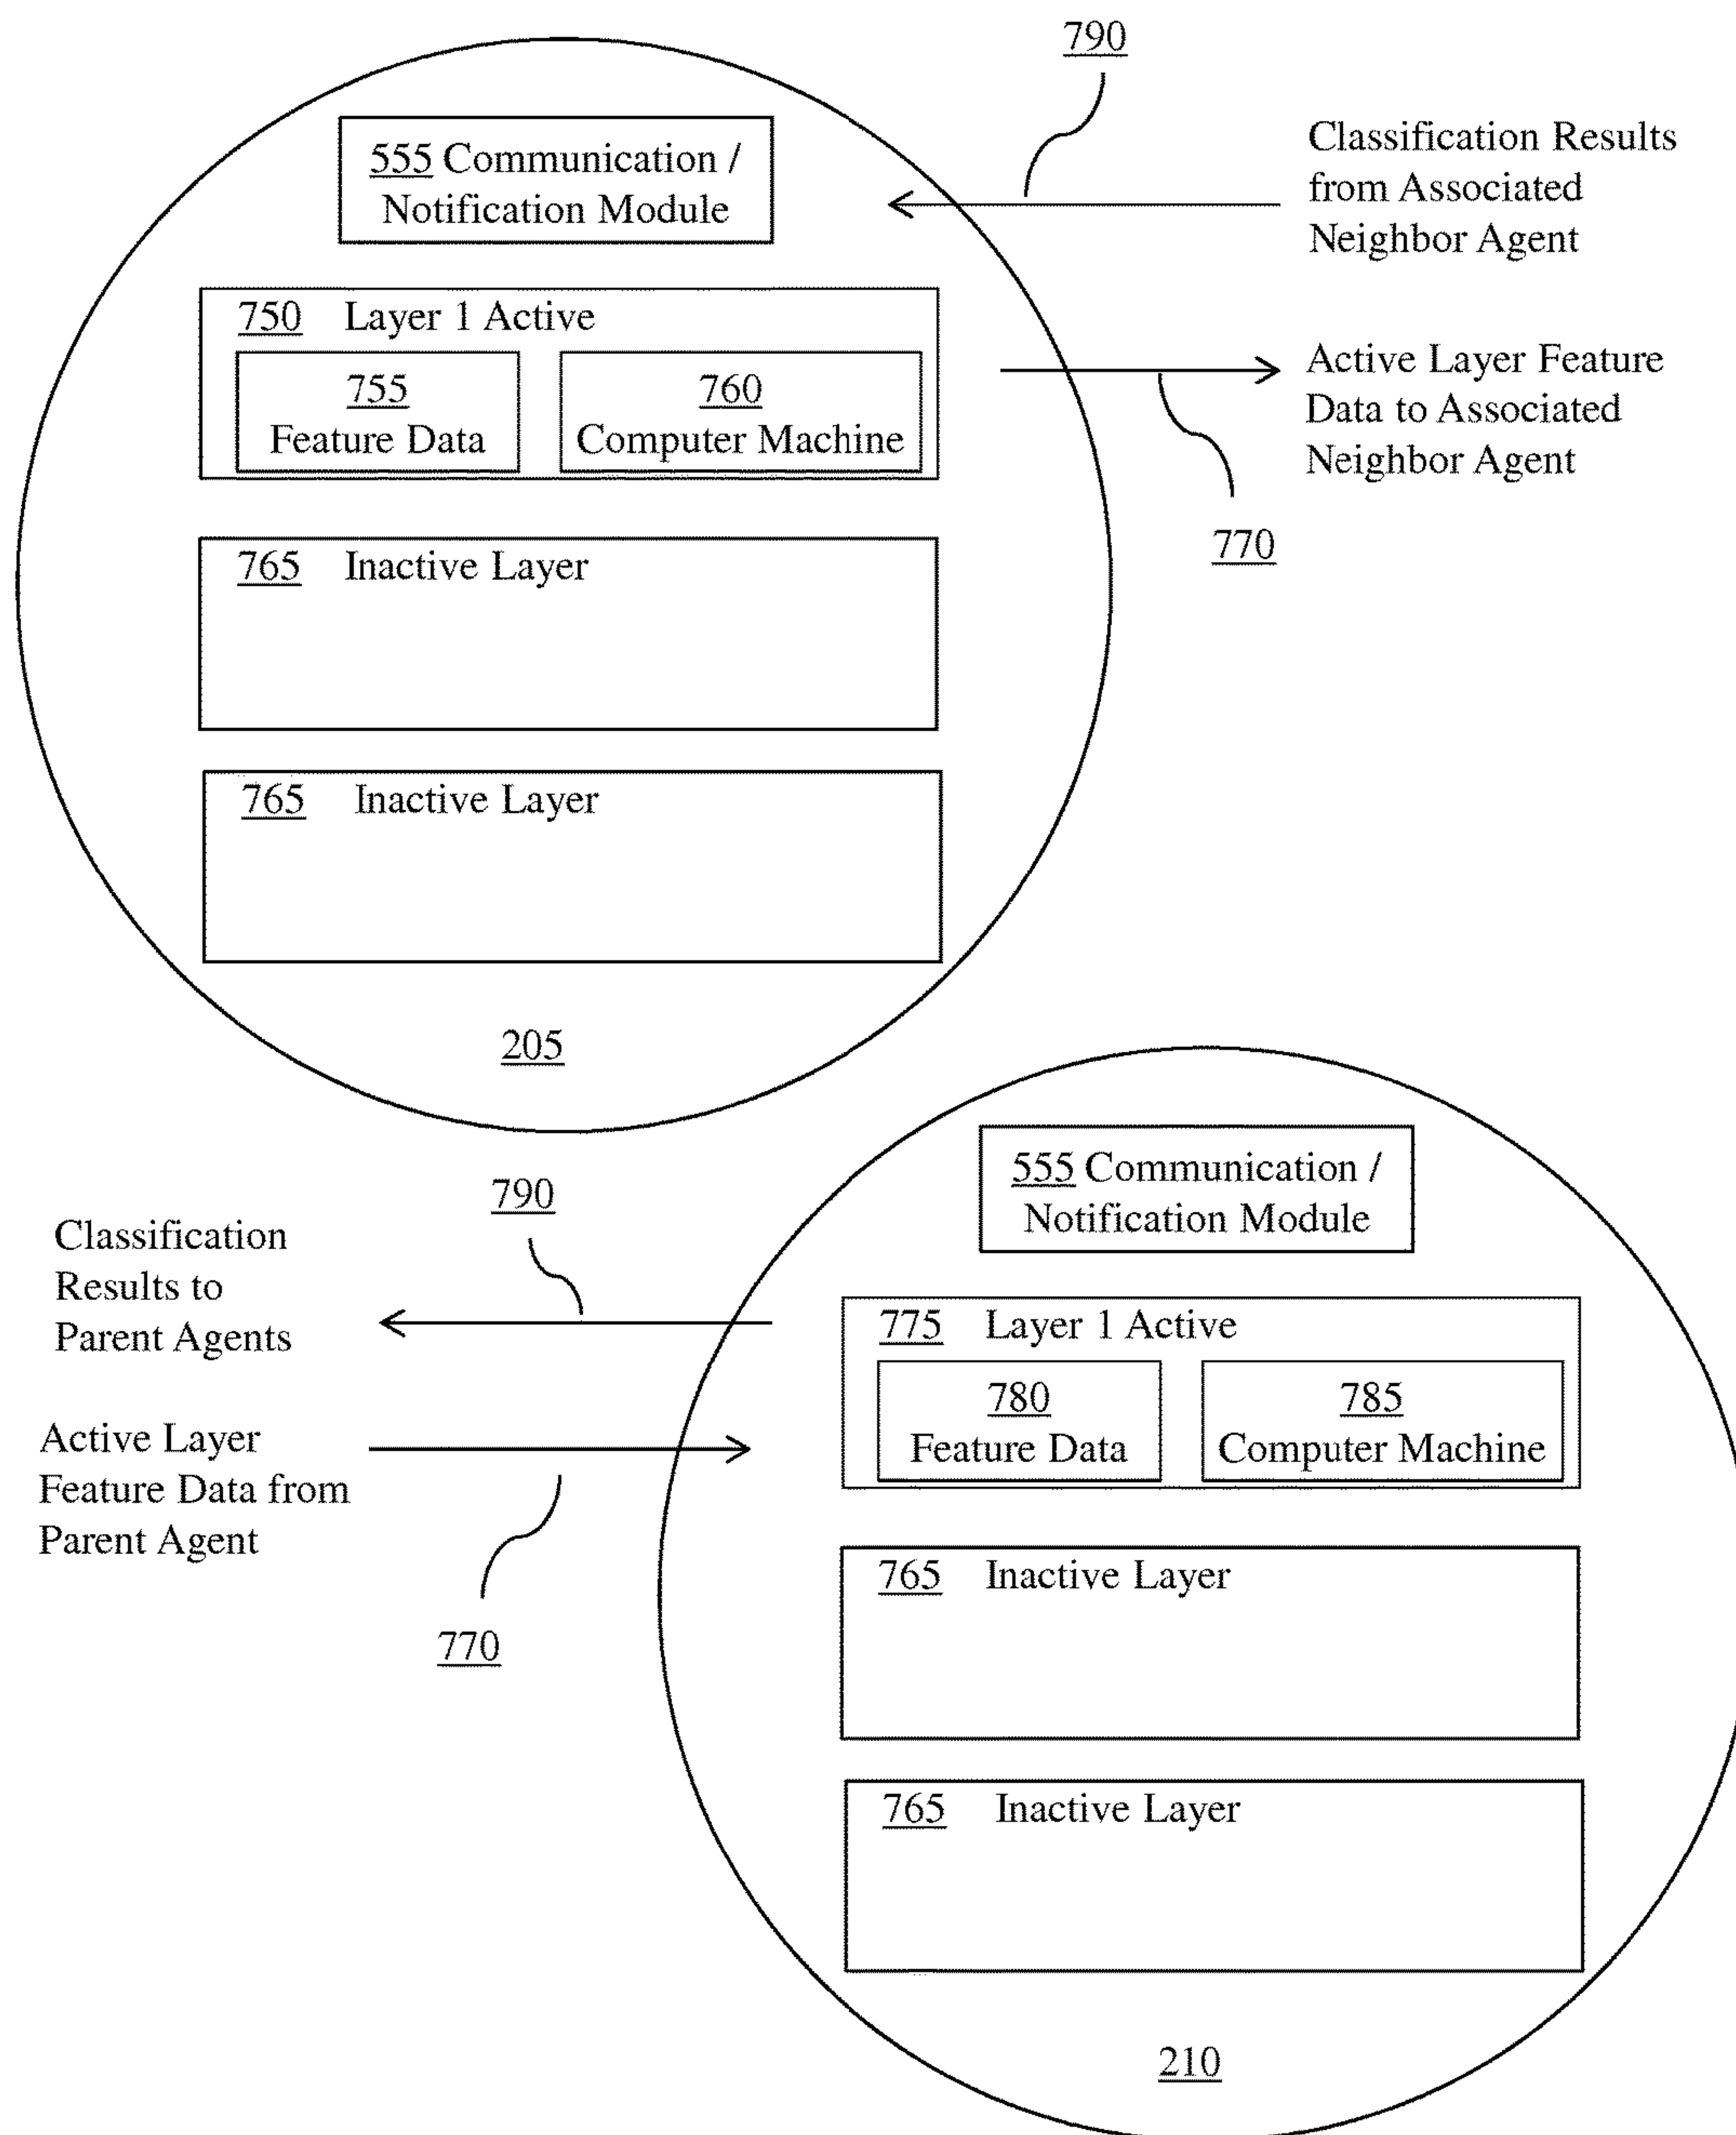 790
555 Communication /
Notification Module
Classification Results
from Associated
Neighbor Agent
750 Layer 1 Active
755
Feature Data
760
Computer Machine
Active Layer Feature
Data to Associated
Neighbor Agent
770
765 Inactive Layer
765 Inactive Layer
205
555 Communication /
Notification Module
790
Classification
Results to
Parent Agents
775 Layer 1 Active
780
Feature Data
785
Computer Machine
Active Layer
Feature Data from
Parent Agent
770
765 Inactive Layer
765 Inactive Layer
210